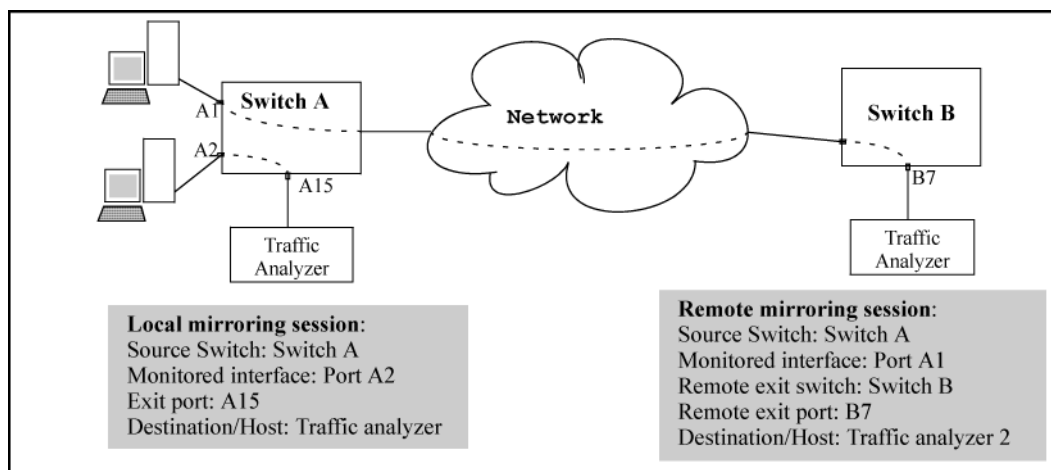 Switch A
A1
A2
A15
Traffic
Analyzer
Network
Switch B
B7
Traffic
Analyzer
Local mirroring session:
Source Switch: Switch A
Monitored interface: Port A2
Exit port: A15
Destination/Host: Traffic analyzer
Remote mirroring session:
Source Switch: Switch A
Monitored interface: Port A1
Remote exit switch: Switch B
Remote exit port: B7
Destination/Host: Traffic analyzer 2